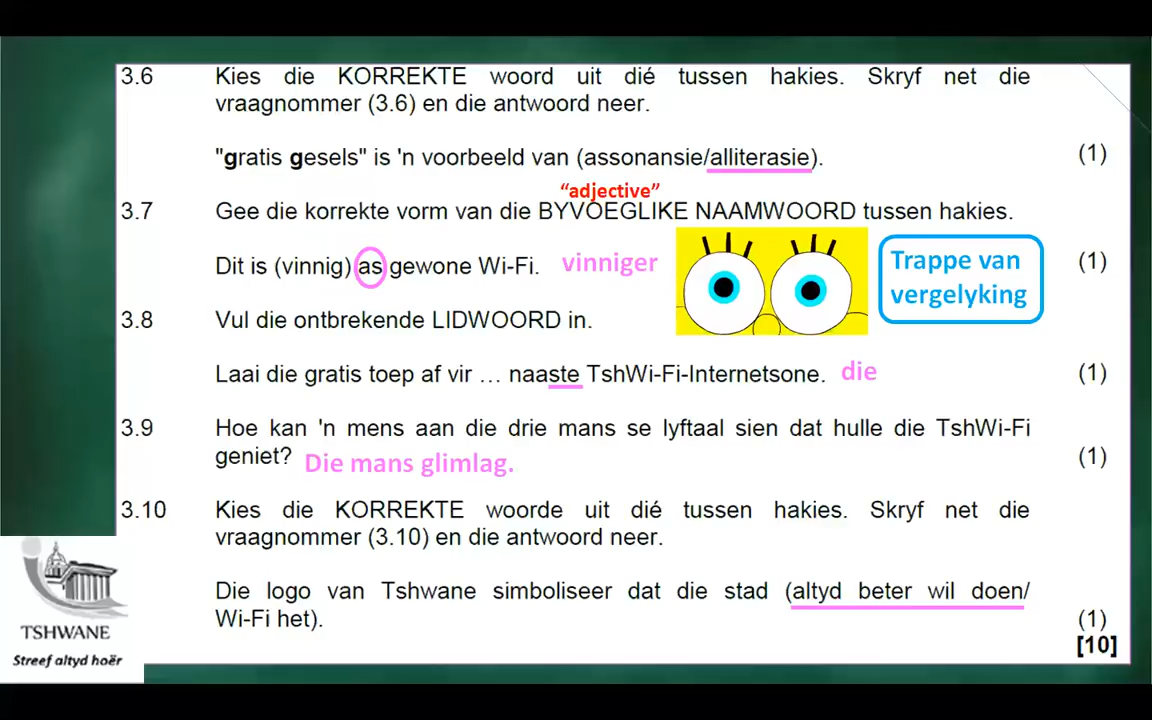 3.6 Kies die KORREKTE woord uit dié tussen hakies. Skryf net die
vraagnommer (3.6) en die antwoord neer.
"gratis gesels" is 'n voorbeeld van (assonansie/alliterasie). (1)
“adjective”
3.7 Gee die korrekte vorm van die BYVOEGLIKE NAAMWOORD tussen hakies.
Dit is (vinnig) as gewone Wi-Fi. vinniger (1)
Trappe van
vergelyking
3.8 Vul die ontbrekende LIDWOORD in.
Laai die gratis toep af vir … naaste TshWi-Fi-Internetsone. die (1)
3.9 Hoe kan 'n mens aan die drie mans se lyftaal sien dat hulle die TshWi-Fi
geniet? Die mans glimlag. (1)
3.10 Kies die KORREKTE woorde uit dié tussen hakies. Skryf net die
vraagnommer (3.10) en die antwoord neer.
Die logo van Tshwane simboliseer dat die stad (altyd beter wil doen/
Wi-Fi het). (1)
[10]
TSHWANE
Streef altyd hoër